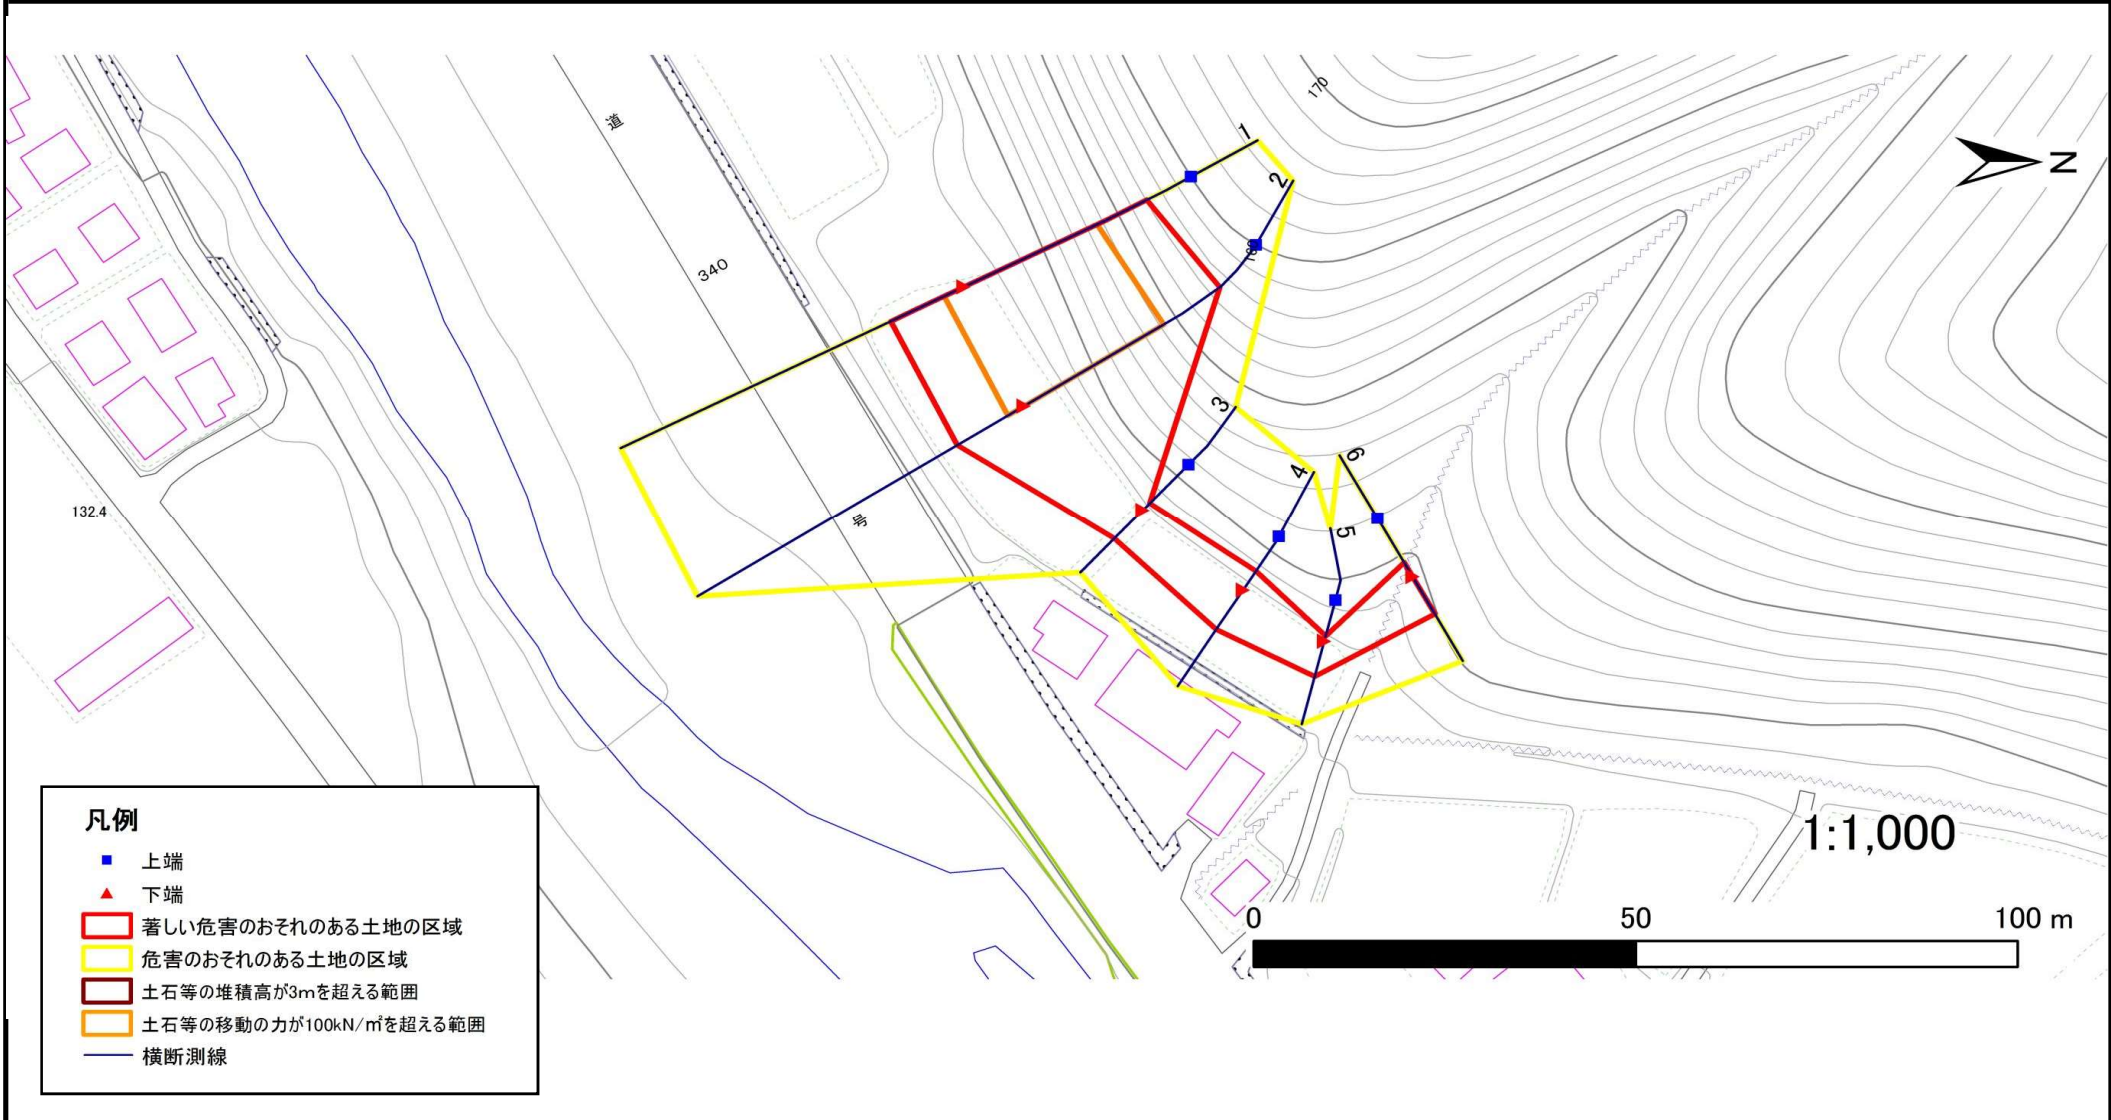 道
340
号
170
160
132.4
1
2
3
4
5
6
N
凡例
上端
下端
著しい危害のおそれのある土地の区域
危害のおそれのある土地の区域
土石等の堆積高が3mを超える範囲
土石等の移動の力が100kN/㎡を超える範囲
横断測線
1:1,000
0 50 100 m